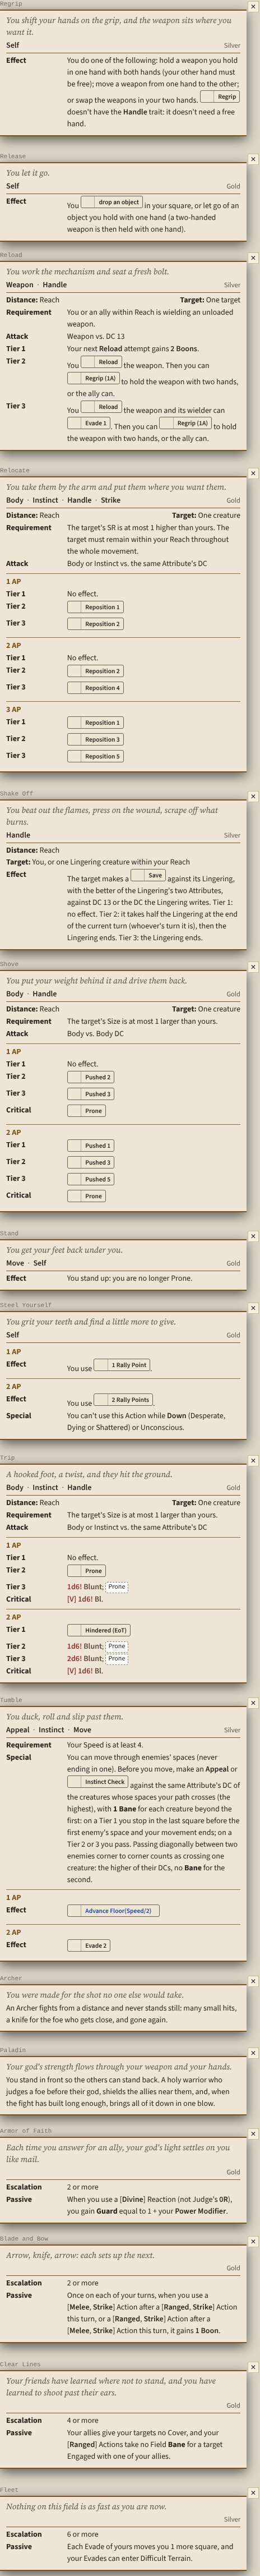 Regrip
You shift your hands on the grip, and the weapon sits where you
want it.
Self Silver
Effect You do one of the following: hold a weapon you hold
in one hand with both hands (your other hand must
be free); move a weapon from one hand to the other;
or swap the weapons in your two hands. Regrip
doesn't have the Handle trait: it doesn't need a free
hand.
Release
You let it go.
Self Gold
Effect You drop an object in your square, or let go of an
object you hold with one hand (a two-handed
weapon is then held with one hand).
Reload
You work the mechanism and seat a fresh bolt.
Weapon · Handle Silver
Distance: Reach Target: One target
Requirement You or an ally within Reach is wielding an unloaded
weapon.
Attack Weapon vs. DC 13
Tier 1 Your next Reload attempt gains 2 Boons.
Tier 2 You Reload the weapon. Then you can
Regrip (1A) to hold the weapon with two hands,
or the ally can.
Tier 3 You Reload the weapon and its wielder can
Evade 1 . Then you can Regrip (1A) to hold
the weapon with two hands, or the ally can.
Relocate
You take them by the arm and put them where you want them.
Body · Instinct · Handle · Strike Gold
Distance: Reach Target: One creature
Requirement The target's SR is at most 1 higher than yours. The
target must remain within your Reach throughout
the whole movement.
Attack Body or Instinct vs. the same Attribute's DC
1 AP
Tier 1 No effect.
Tier 2 Reposition 1
Tier 3 Reposition 2
2 AP
Tier 1 No effect.
Tier 2 Reposition 2
Tier 3 Reposition 4
3 AP
Tier 1 Reposition 1
Tier 2 Reposition 3
Tier 3 Reposition 5
Shake Off
You beat out the flames, press on the wound, scrape off what
burns.
Handle Silver
Distance: Reach
Target: You, or one Lingering creature within your Reach
Effect The target makes a Save against its Lingering,
with the better of the Lingering's two Attributes,
against DC 13 or the DC the Lingering writes. Tier 1:
no effect. Tier 2: it takes half the Lingering at the end
of the current turn (whoever's turn it is), then the
Lingering ends. Tier 3: the Lingering ends.
Shove
You put your weight behind it and drive them back.
Body · Handle Gold
Distance: Reach Target: One creature
Requirement The target's Size is at most 1 larger than yours.
Attack Body vs. Body DC
1 AP
Tier 1 No effect.
Tier 2 Pushed 2
Tier 3 Pushed 3
Critical Prone
2 AP
Tier 1 Pushed 1
Tier 2 Pushed 3
Tier 3 Pushed 5
Critical Prone
Stand
You get your feet back under you.
Move · Self Gold
Effect You stand up: you are no longer Prone.
Steel Yourself
You grit your teeth and find a little more to give.
Self Gold
1 AP
Effect You use 1 Rally Point .
2 AP
Effect You use 2 Rally Points .
Special You can't use this Action while Down (Desperate,
Dying or Shattered) or Unconscious.
Trip
A hooked foot, a twist, and they hit the ground.
Body · Instinct · Handle Gold
Distance: Reach Target: One creature
Requirement The target's Size is at most 1 larger than yours.
Attack Body or Instinct vs. the same Attribute's DC
1 AP
Tier 1 No effect.
Tier 2 Prone
Tier 3 1d6! Blunt; Prone
Critical [V] 1d6! Bl.
2 AP
Tier 1 Hindered (EoT)
Tier 2 1d6! Blunt; Prone
Tier 3 2d6! Blunt; Prone
Critical [V] 1d6! Bl.
Tumble
You duck, roll and slip past them.
Appeal · Instinct · Move Silver
Requirement Your Speed is at least 4.
Special You can move through enemies' spaces (never
ending in one). Before you move, make an Appeal or
Instinct Check against the same Attribute's DC of
the creatures whose spaces your path crosses (the
highest), with 1 Bane for each creature beyond the
first: on a Tier 1 you stop in the last square before the
first enemy's space and your movement ends; on a
Tier 2 or 3 you pass. Passing diagonally between two
enemies corner to corner counts as crossing one
creature: the higher of their DCs, no Bane for the
second.
1 AP
Effect Advance Floor(Speed/2)
2 AP
Effect Evade 2
Archer
You were made for the shot no one else would take.
An Archer fights from a distance and never stands still: many small hits,
a knife for the foe who gets close, and gone again.
Paladio
Your god's strength flows through your weapon and your hands.
You stand in front so the others can stand back. A holy warrior who
judges a foe before their god, shields the allies near them, and, when
the fight has built long enough, brings all of it down in one blow.
Armor of Faith
Each time you answer for an ally, your god's light settles on you
like mail.
Gold
Escalation 2 or more
Passive When you use a [Divine] Reaction (not Judge's 0R),
you gain Guard equal to 1 + your Power Modifier.
Blade and Bow
Arrow, knife, arrow: each sets up the next.
Gold
Escalation 2 or more
Passive Once on each of your turns, when you use a
[Melee, Strike] Action after a [Ranged, Strike] Action
this turn, or a [Ranged, Strike] Action after a
[Melee, Strike] Action this turn, it gains 1 Boon.
Clear Lines
Your friends have learned where not to stand, and you have
learned to shoot past their ears.
Gold
Escalation 4 or more
Passive Your allies give your targets no Cover, and your
[Ranged] Actions take no Field Bane for a target
Engaged with one of your allies.
Fleet
Nothing on this field is as fast as you are now.
Silver
Escalation 6 or more
Passive Each Evade of yours moves you 1 more square, and
your Evades can enter Difficult Terrain.